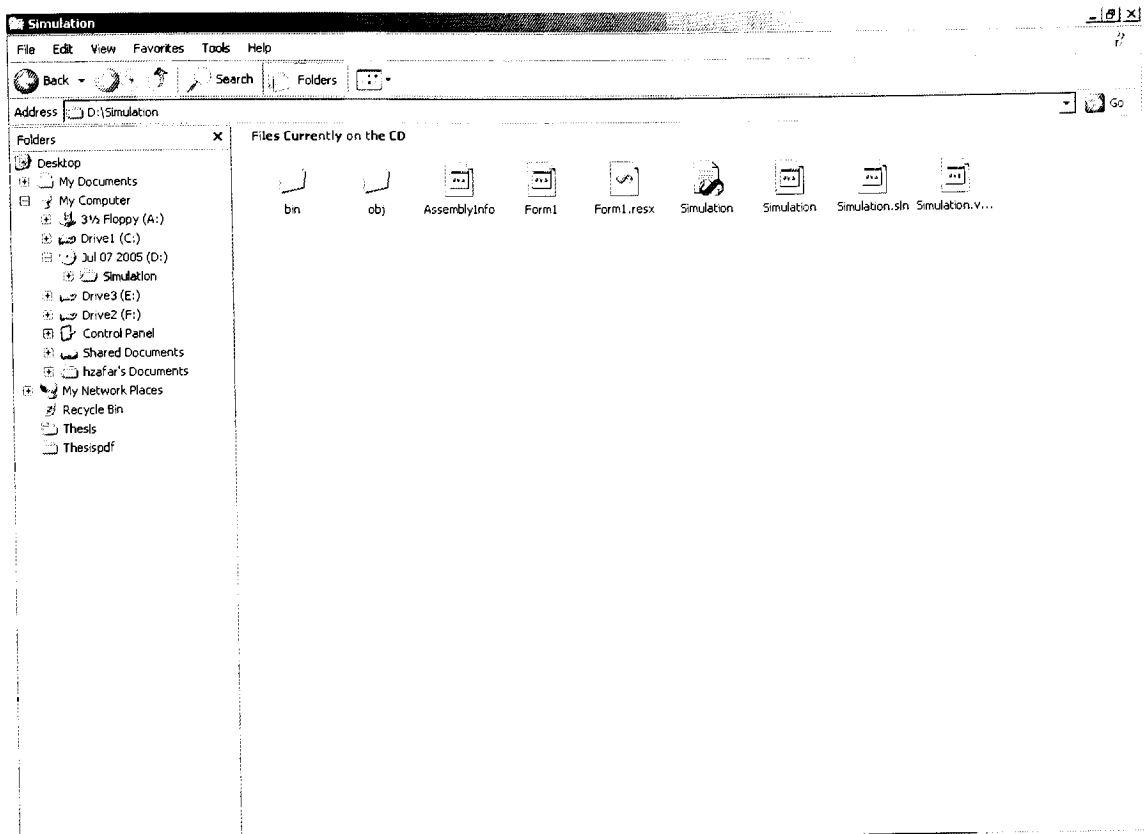 Simulation
File Edit View Favorites Tools Help
Back Search Folders
Address D:\Simulation Go
Folders
Files Currently on the CD
Desktop
My Documents
My Computer
3½ Floppy (A:)
Drive1 (C:)
Jul 07 2005 (D:)
Simulation
Drive3 (E:)
Drive2 (F:)
Control Panel
Shared Documents
hzafar's Documents
My Network Places
Recycle Bin
Thesis
Thesispdf
bin obj AssemblyInfo Form1 Form1.resx Simulation Simulation Simulation.sln Simulation.v...